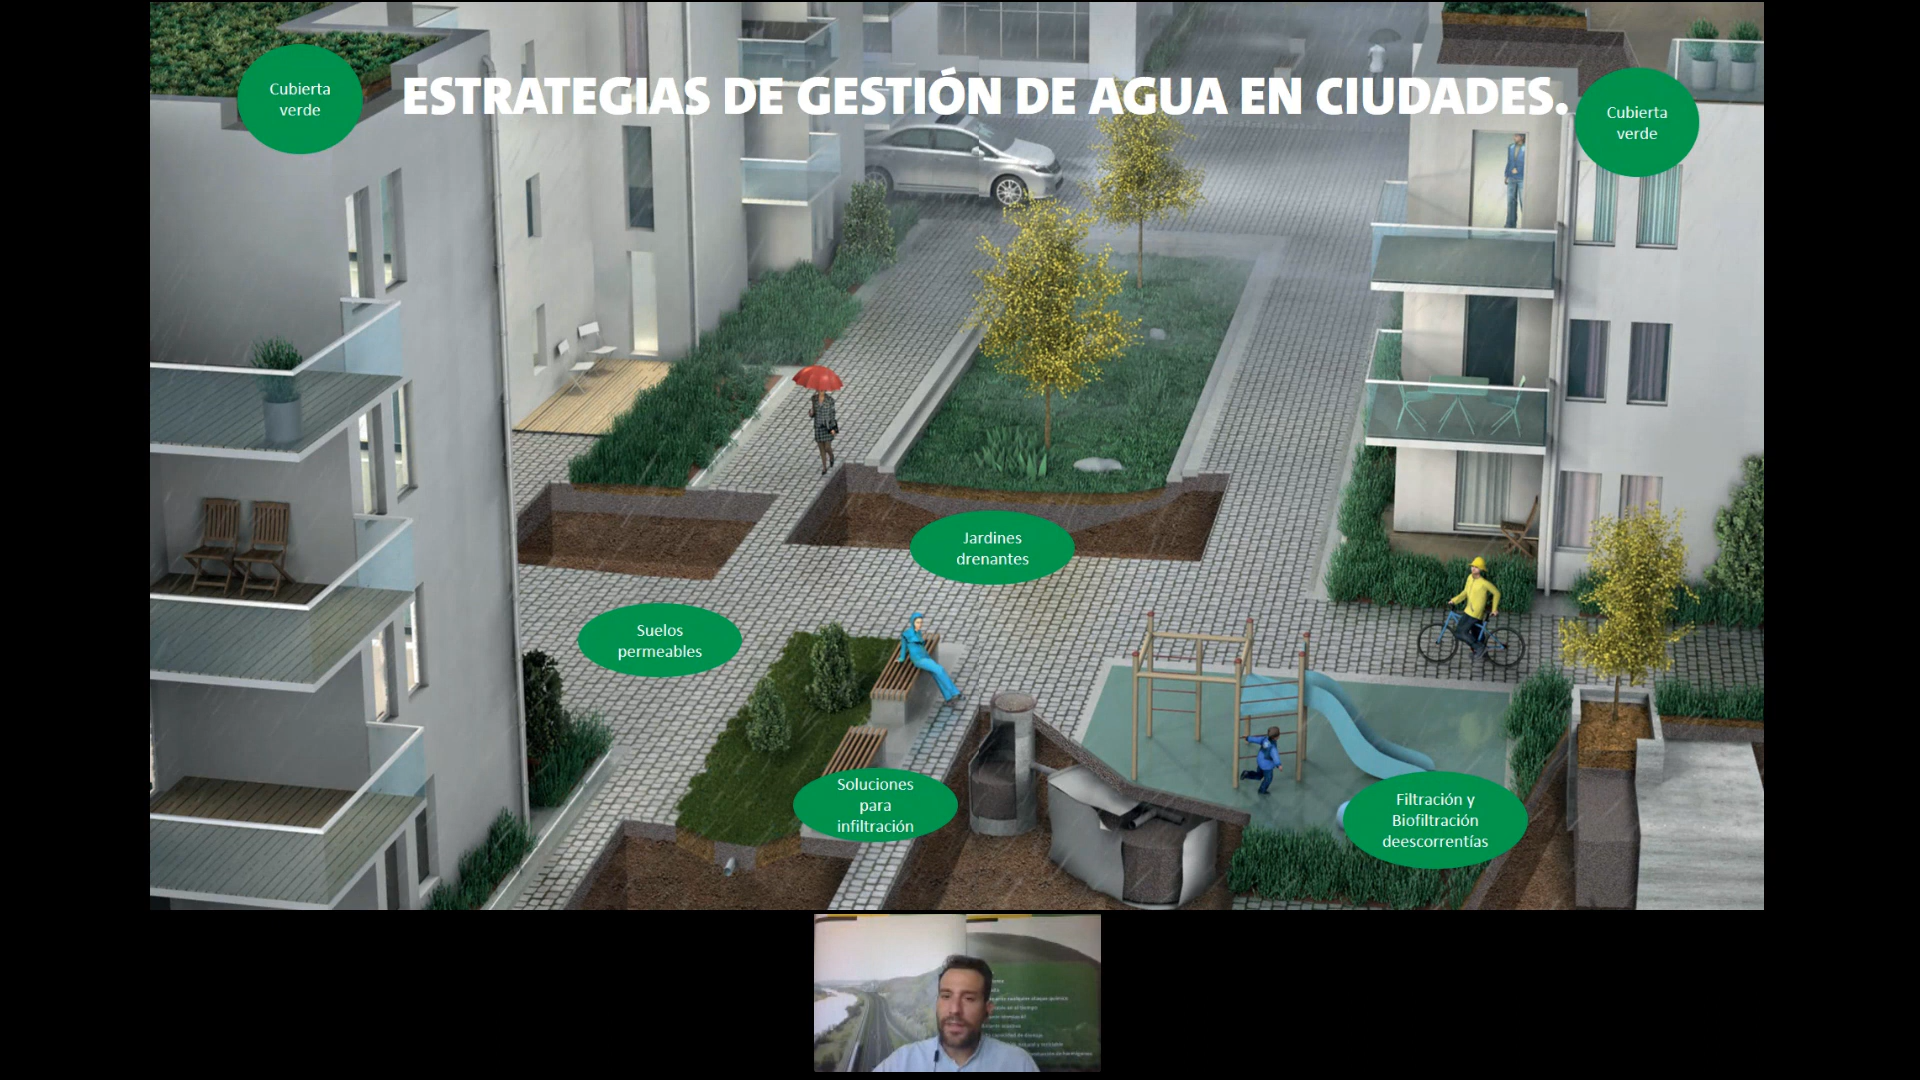 ESTRATEGIAS DE GESTIÓN DE AGUA EN CIUDADES.
Cubierta
verde
Cubierta
verde
Jardines
drenantes
Suelos
permeables
Soluciones
para
infiltración
Filtración y
Biofiltración
deescorrentías